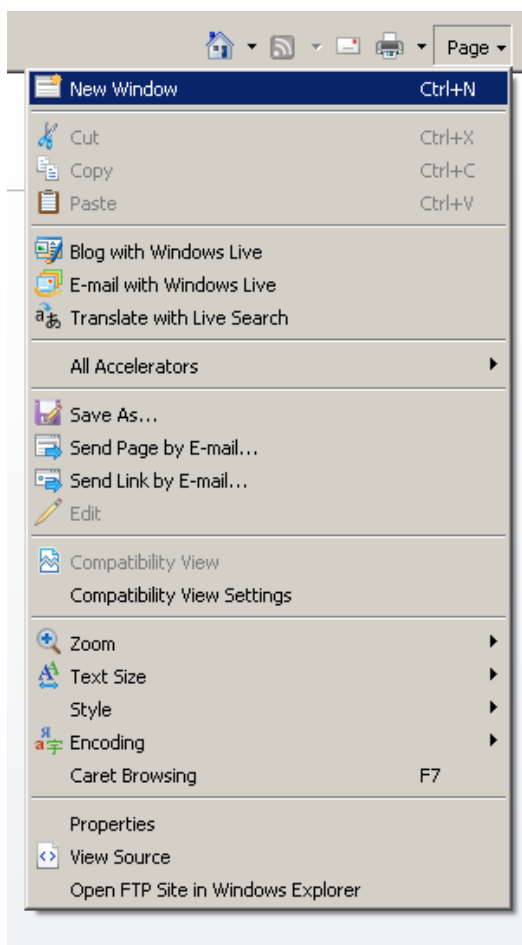 Page
New Window Ctrl+N
Cut Ctrl+X
Copy Ctrl+C
Paste Ctrl+V
Blog with Windows Live
E-mail with Windows Live
Translate with Live Search
All Accelerators
Save As...
Send Page by E-mail...
Send Link by E-mail...
Edit
Compatibility View
Compatibility View Settings
Zoom
Text Size
Style
Encoding
Caret Browsing F7
Properties
View Source
Open FTP Site in Windows Explorer